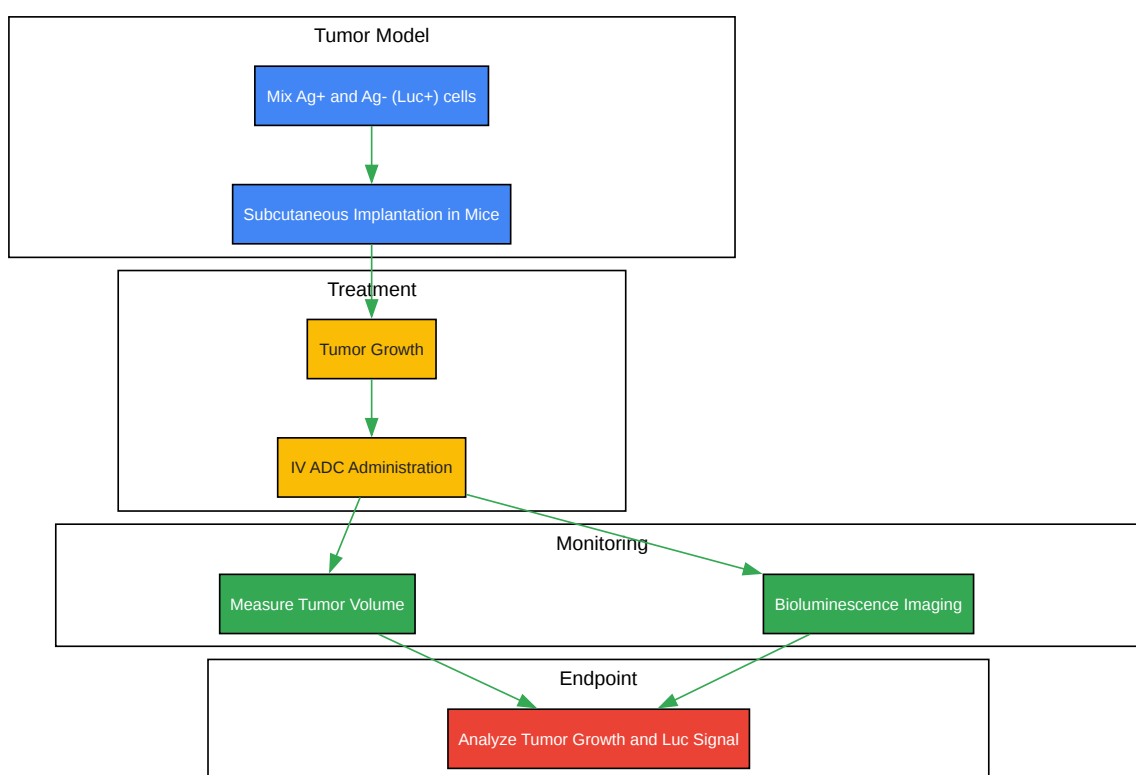 Tumor Model
Mix Ag+ and Ag- (Luc+) cells
Subcutaneous Implantation in Mice
Treatment
Tumor Growth
IV ADC Administration
Monitoring
Measure Tumor Volume
Bioluminescence Imaging
Endpoint
Analyze Tumor Growth and Luc Signal